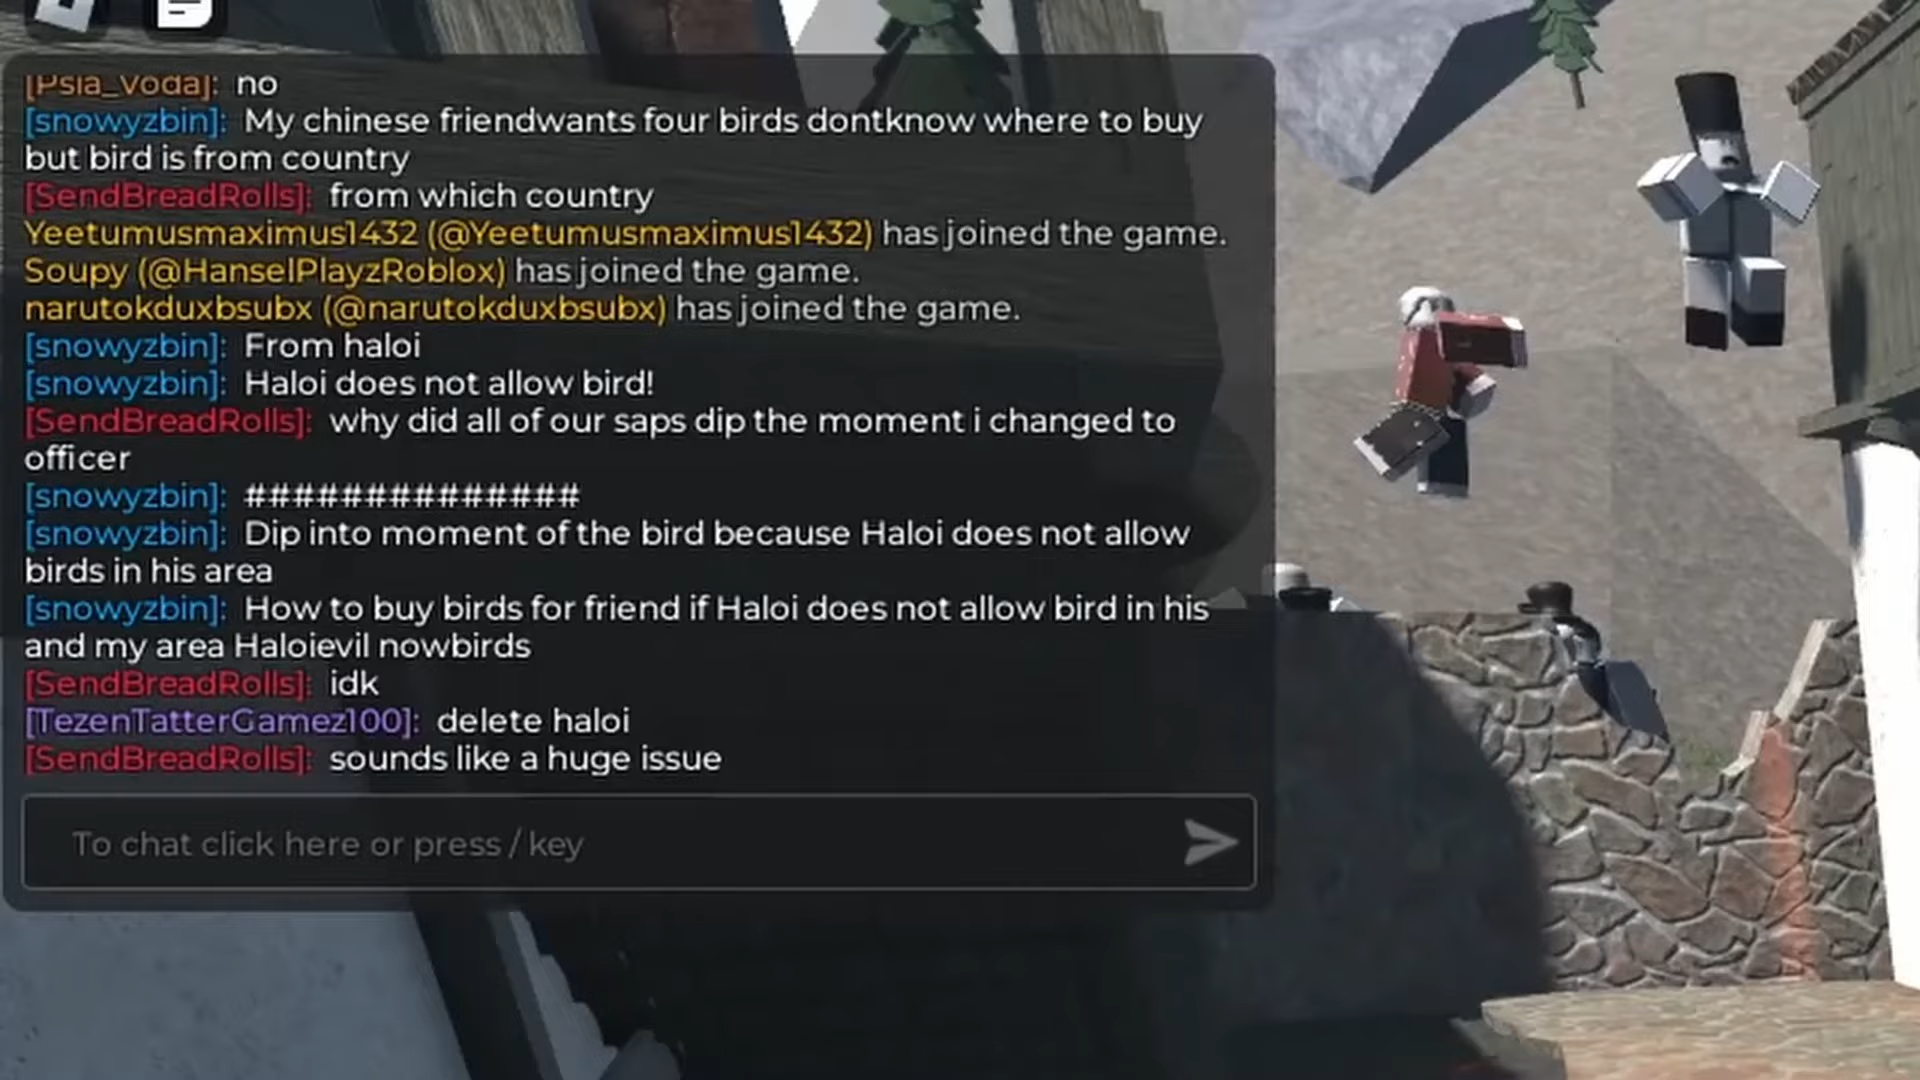 [Psia_Voda]: no
[snowyzbin]: My chinese friendwants four birds dontknow where to buy
but bird is from country
[SendBreadRolls]: from which country
Yeetumusmaximus1432 (@Yeetumusmaximus1432) has joined the game.
Soupy (@HanselPlayzRoblox) has joined the game.
narutokduxbsubx (@narutokduxbsubx) has joined the game.
[snowyzbin]: From haloi
[snowyzbin]: Haloi does not allow bird!
[SendBreadRolls]: why did all of our saps dip the moment i changed to
officer
[snowyzbin]: ##############
[snowyzbin]: Dip into moment of the bird because Haloi does not allow
birds in his area
[snowyzbin]: How to buy birds for friend if Haloi does not allow bird in his
and my area Haloievil nowbirds
[SendBreadRolls]: idk
[TezenTatterGamez100]: delete haloi
[SendBreadRolls]: sounds like a huge issue
To chat click here or press / key